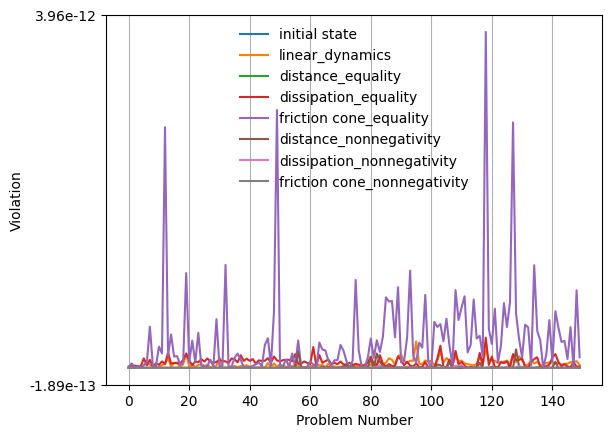 3.96e-12
initial state
linear_dynamics
distance_equality
dissipation_equality
friction cone_equality
distance_nonnegativity
dissipation_nonnegativity
friction cone_nonnegativity
Violation
-1.89e-13
0 20 40 60 80 100 120 140
Problem Number